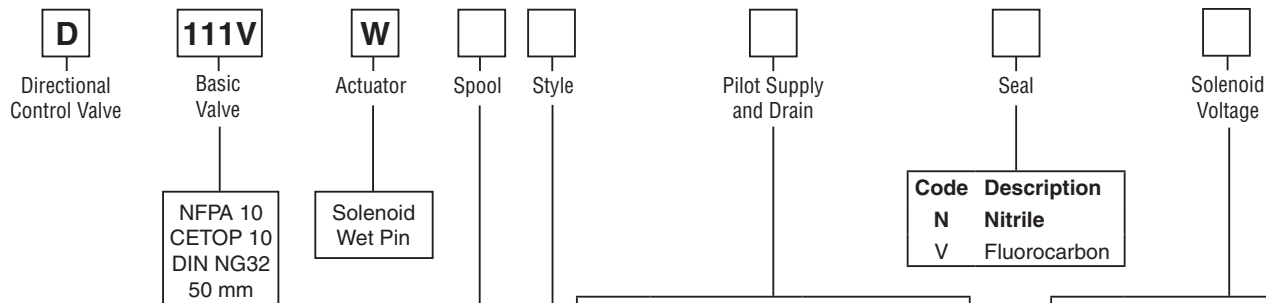 D 111V W
Directional Control Valve
Basic Valve
Actuator
Spool
Style
Pilot Supply and Drain
Seal
Solenoid Voltage
NFPA 10
CETOP 10
DIN NG32
50 mm
Solenoid
Wet Pin
Code Description
N Nitrile
V Fluorocarbon